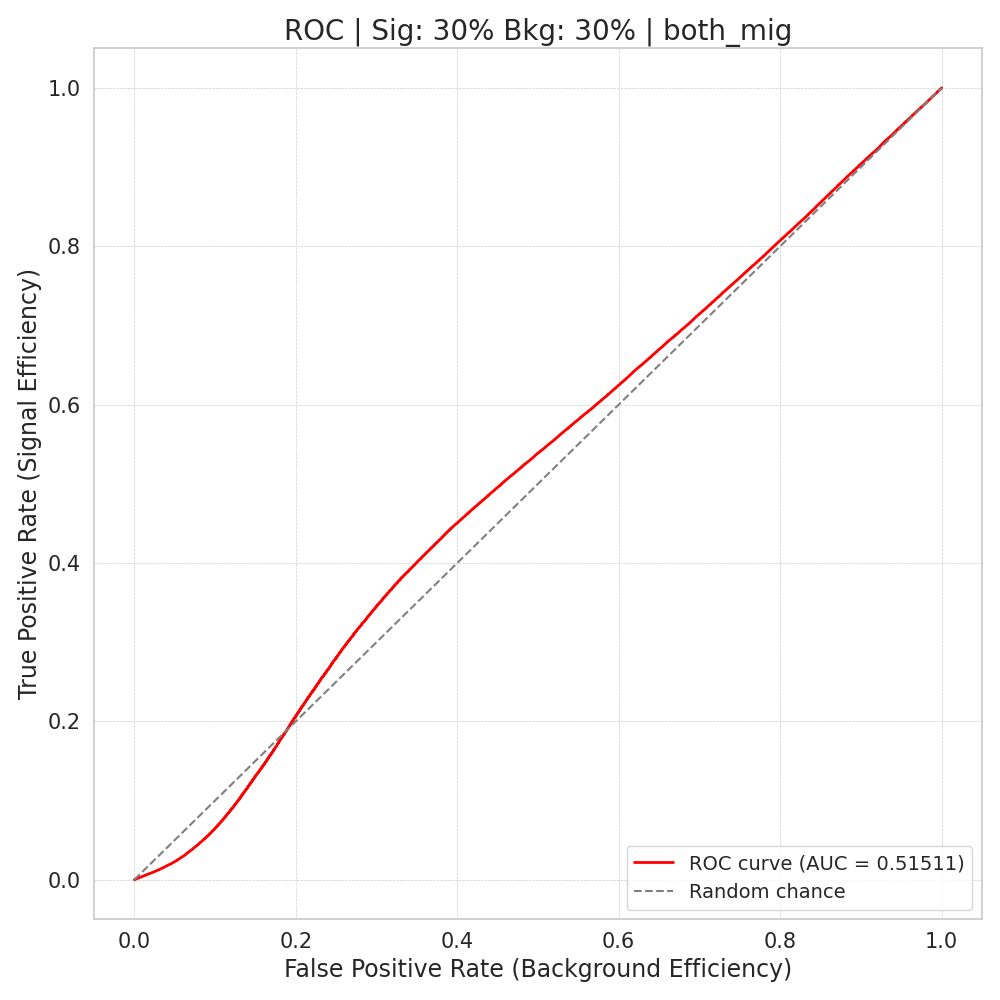 ROC | Sig: 30% Bkg: 30% | both_mig
True Positive Rate (Signal Efficiency)
1.0
0.8
0.6
0.4
0.2
0.0
ROC curve (AUC = 0.51511)
Random chance
0.0 0.2 0.4 0.6 0.8 1.0
False Positive Rate (Background Efficiency)